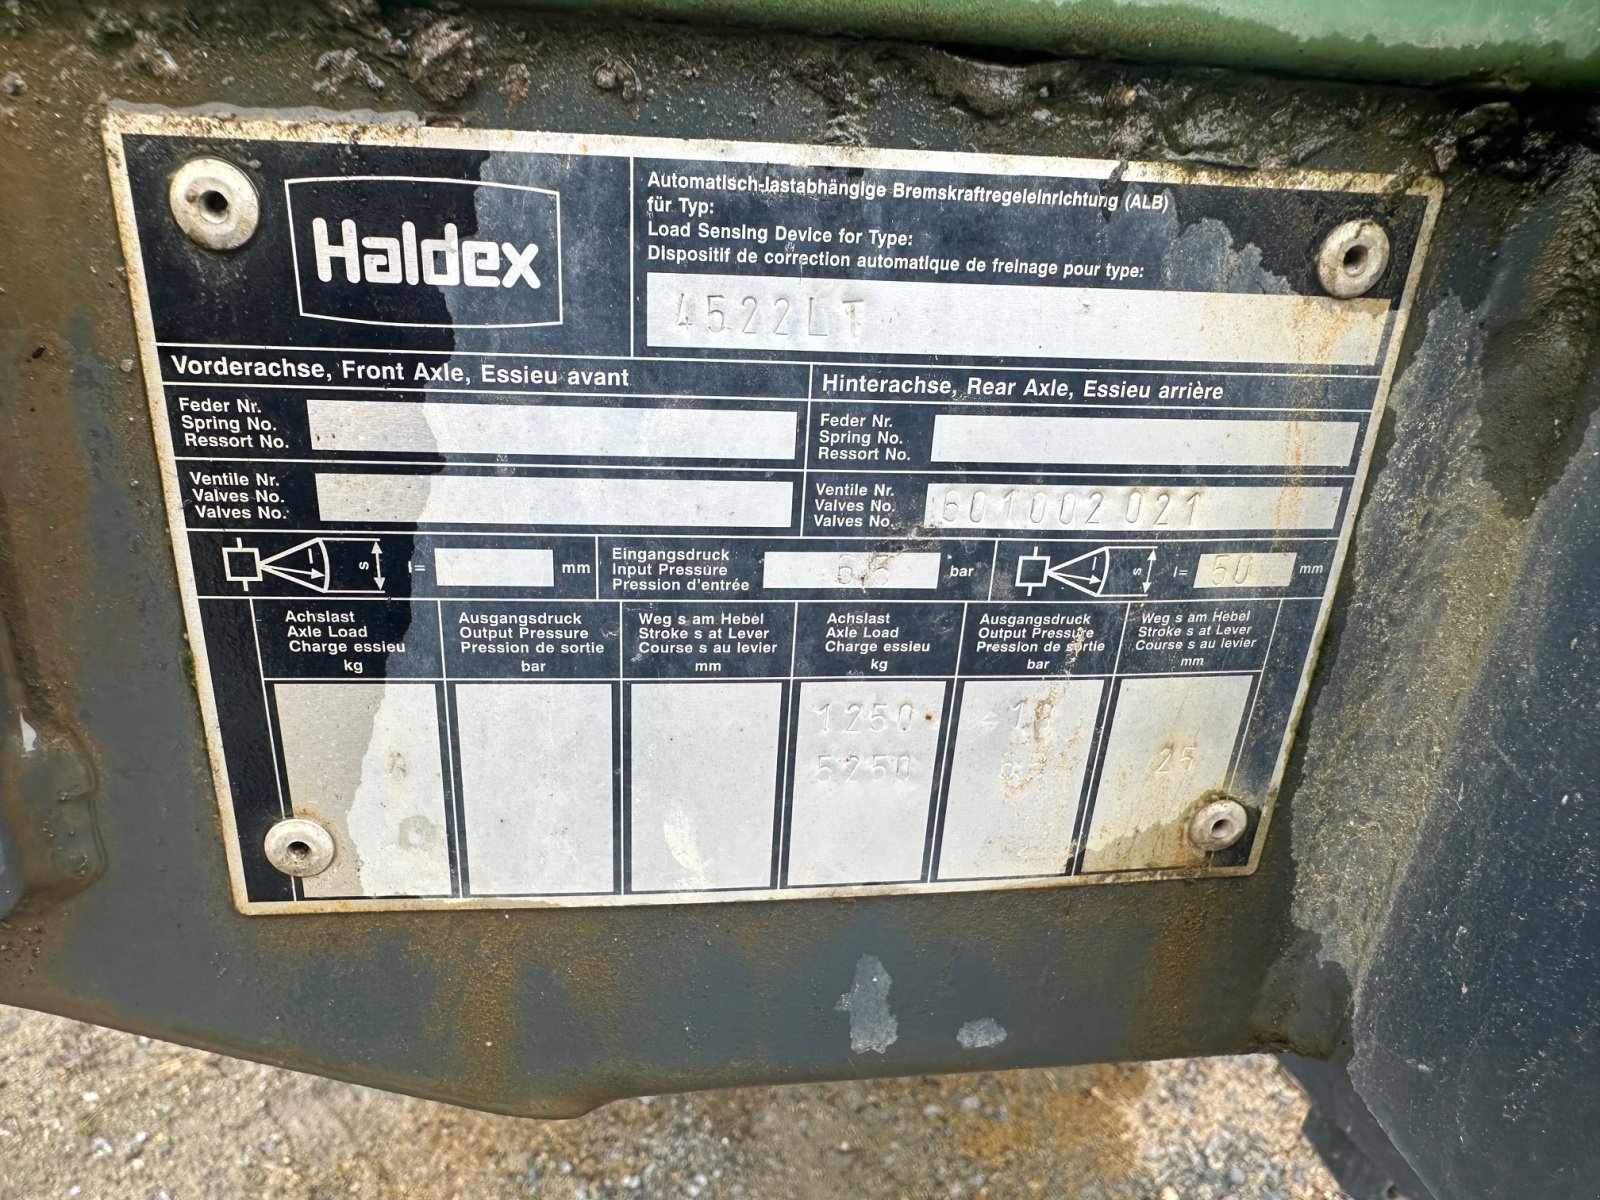 Haldex
Automatisch-lastabhängige Bremskraftregeleinrichtung (ALB)
für Typ:
Load Sensing Device for Type:
Dispositif de correction automatique de freinage pour type:
4522LT
Vorderachse, Front Axle, Essieu avant
Hinterachse, Rear Axle, Essieu arrière
Feder Nr.
Spring No.
Ressort No.
Feder Nr.
Spring No.
Ressort No.
Ventile Nr.
Valves No.
Valves No.
Ventile Nr.
Valves No.
Valves No.
601002021
s
l=
mm
Eingangsdruck
Input Pressure
Pression d'entrée
bar
s
l= 50 mm
Achslast
Axle Load
Charge essieu
kg
Ausgangsdruck
Output Pressure
Pression de sortie
bar
Weg s am Hebel
Stroke s at Lever
Course s au levier
mm
Achslast
Axle Load
Charge essieu
kg
Ausgangsdruck
Output Pressure
Pression de sortie
bar
Weg s am Hebel
Stroke s at Lever
Course s au levier
mm
1250
5250
25